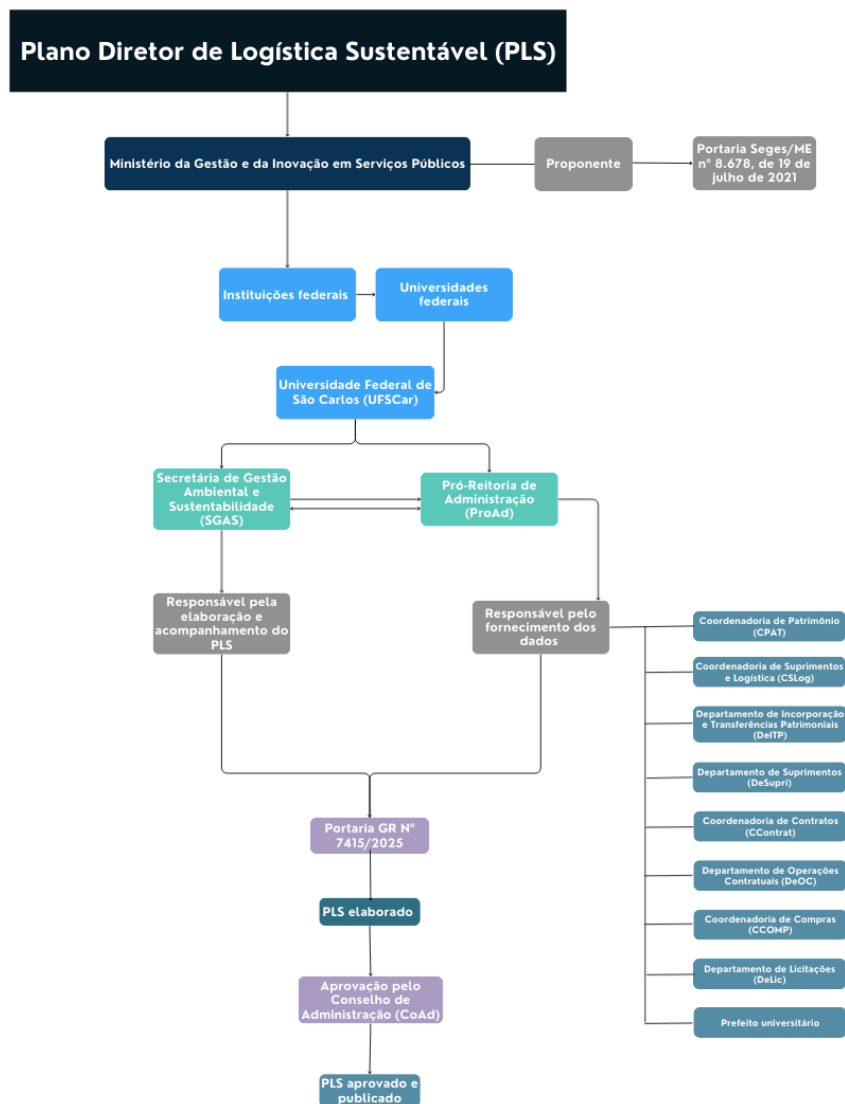 Plano Diretor de Logística Sustentável (PLS)
Ministério da Gestão e da Inovação em Serviços Públicos
Proponente
Portaria Seges/ME
nº 8.678, de 19 de
julho de 2021
Instituições federais
Universidades
federais
Universidade Federal de
São Carlos (UFSCar)
Secretária de Gestão
Ambiental e
Sustentabilidade
(SGAS)
Pró-Reitoria de
Administração
(ProAd)
Responsável pela
elaboração e
acompanhamento do
PLS
Responsável pelo
fornecimento dos
dados
Coordenadoria de Patrimônio
(CPAT)
Coordenadoria de Suprimentos
e Logística (CSLog)
Departamento de Incorporação
e Transferências Patrimoniais
(DeITP)
Departamento de Suprimentos
(DeSupri)
Coordenadoria de Contratos
(CContrat)
Departamento de Operações
Contratuais (DeOC)
Coordenadoria de Compras
(CCOMP)
Departamento de Licitações
(DeLic)
Prefeito universitário
Portaria GR Nº
7415/2025
PLS elaborado
Aprovação pelo
Conselho de
Administração (CoAd)
PLS aprovado e
publicado